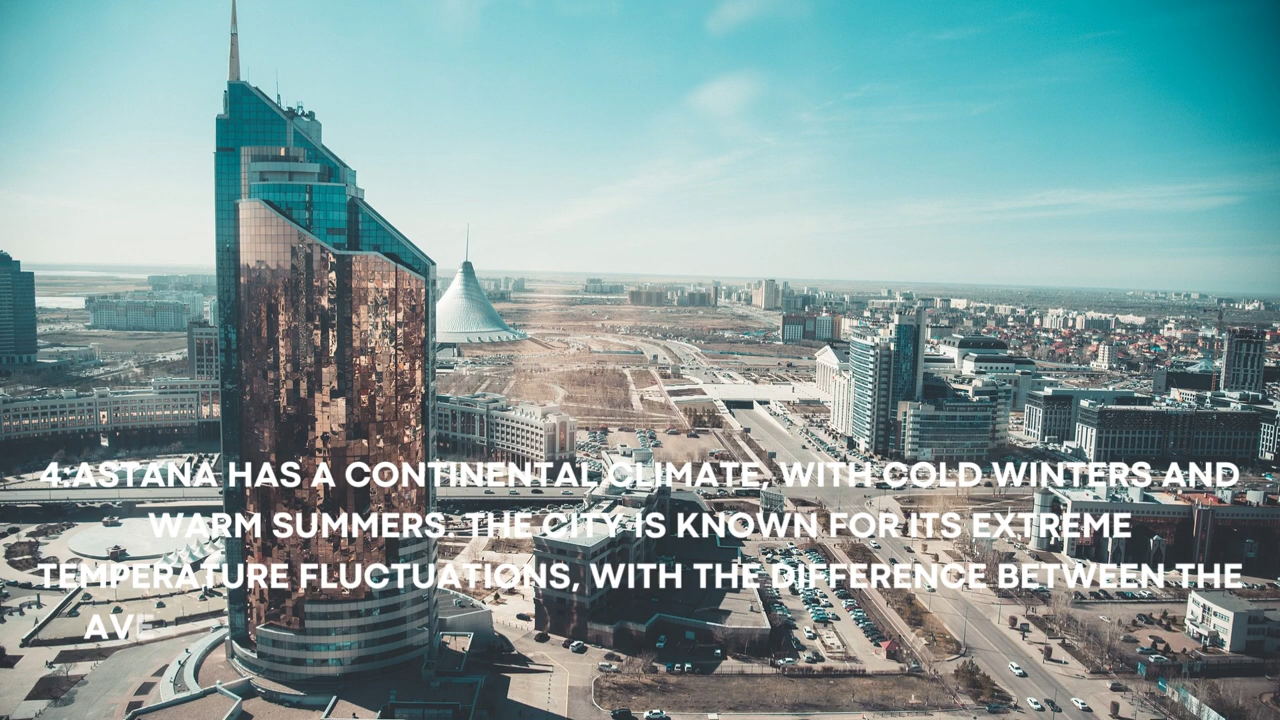 4.ASTANA HAS A CONTINENTAL CLIMATE, WITH COLD WINTERS AND
WARM SUMMERS. THE CITY IS KNOWN FOR ITS EXTREME
TEMPERATURE FLUCTUATIONS, WITH THE DIFFERENCE BETWEEN THE
AVE